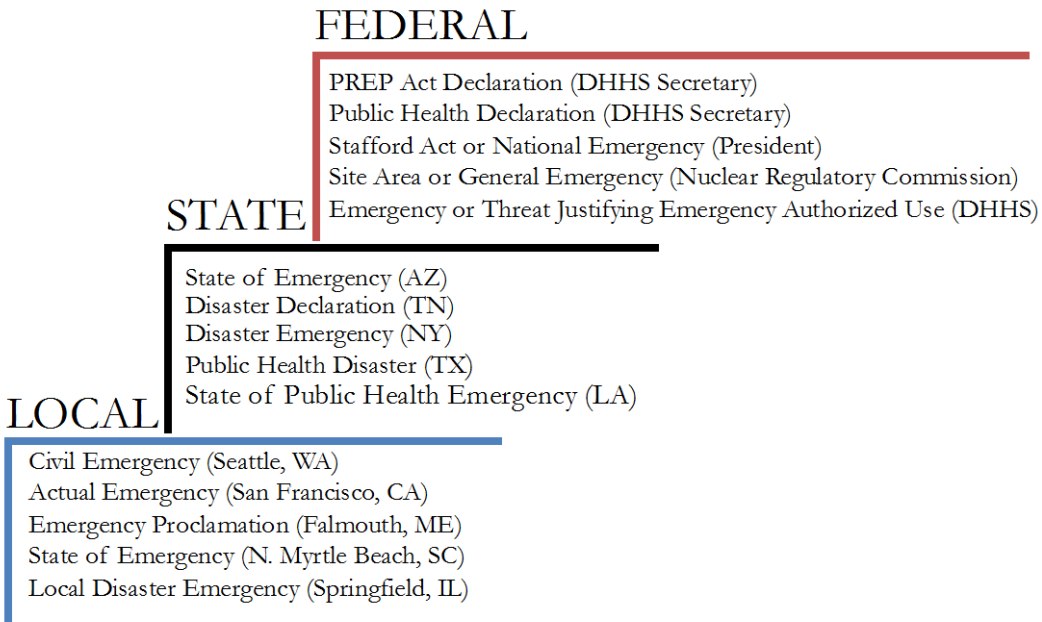 FEDERAL
PREP Act Declaration (DHHS Secretary)
Public Health Declaration (DHHS Secretary)
Stafford Act or National Emergency (President)
Site Area or General Emergency (Nuclear Regulatory Commission)
Emergency or Threat Justifying Emergency Authorized Use (DHHS)
STATE
State of Emergency (AZ)
Disaster Declaration (TN)
Disaster Emergency (NY)
Public Health Disaster (TX)
State of Public Health Emergency (LA)
LOCAL
Civil Emergency (Seattle, WA)
Actual Emergency (San Francisco, CA)
Emergency Proclamation (Falmouth, ME)
State of Emergency (N. Myrtle Beach, SC)
Local Disaster Emergency (Springfield, IL)